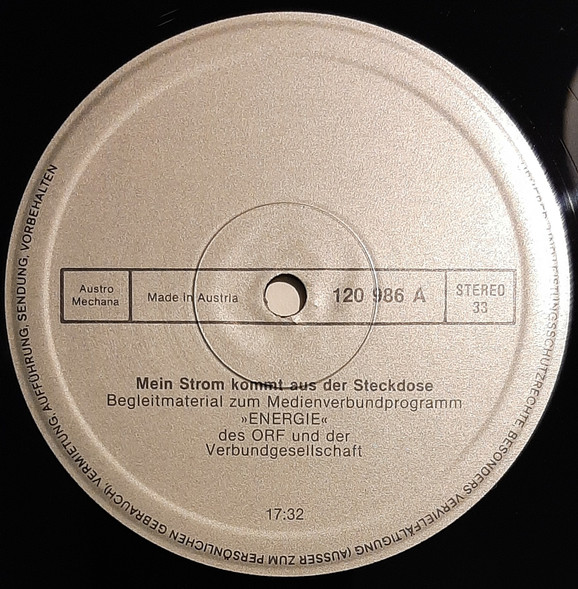 Austro
Mechana
Made in Austria
120 986 A
STEREO
33
Mein Strom kommt aus der Steckdose
Begleitmaterial zum Medienverbundprogramm
»ENERGIE«
des ORF und der
Verbundgesellschaft
17:32
LEISTUNGSSCHUTZRECHTE BESONDERS VERVIELFÄLTIGUNG (AUSSER ZUM PERSÖNLICHEN GEBRAUCH), VERMIETUNG, AUFFÜHRUNG, SENDUNG, VORBEHALTEN